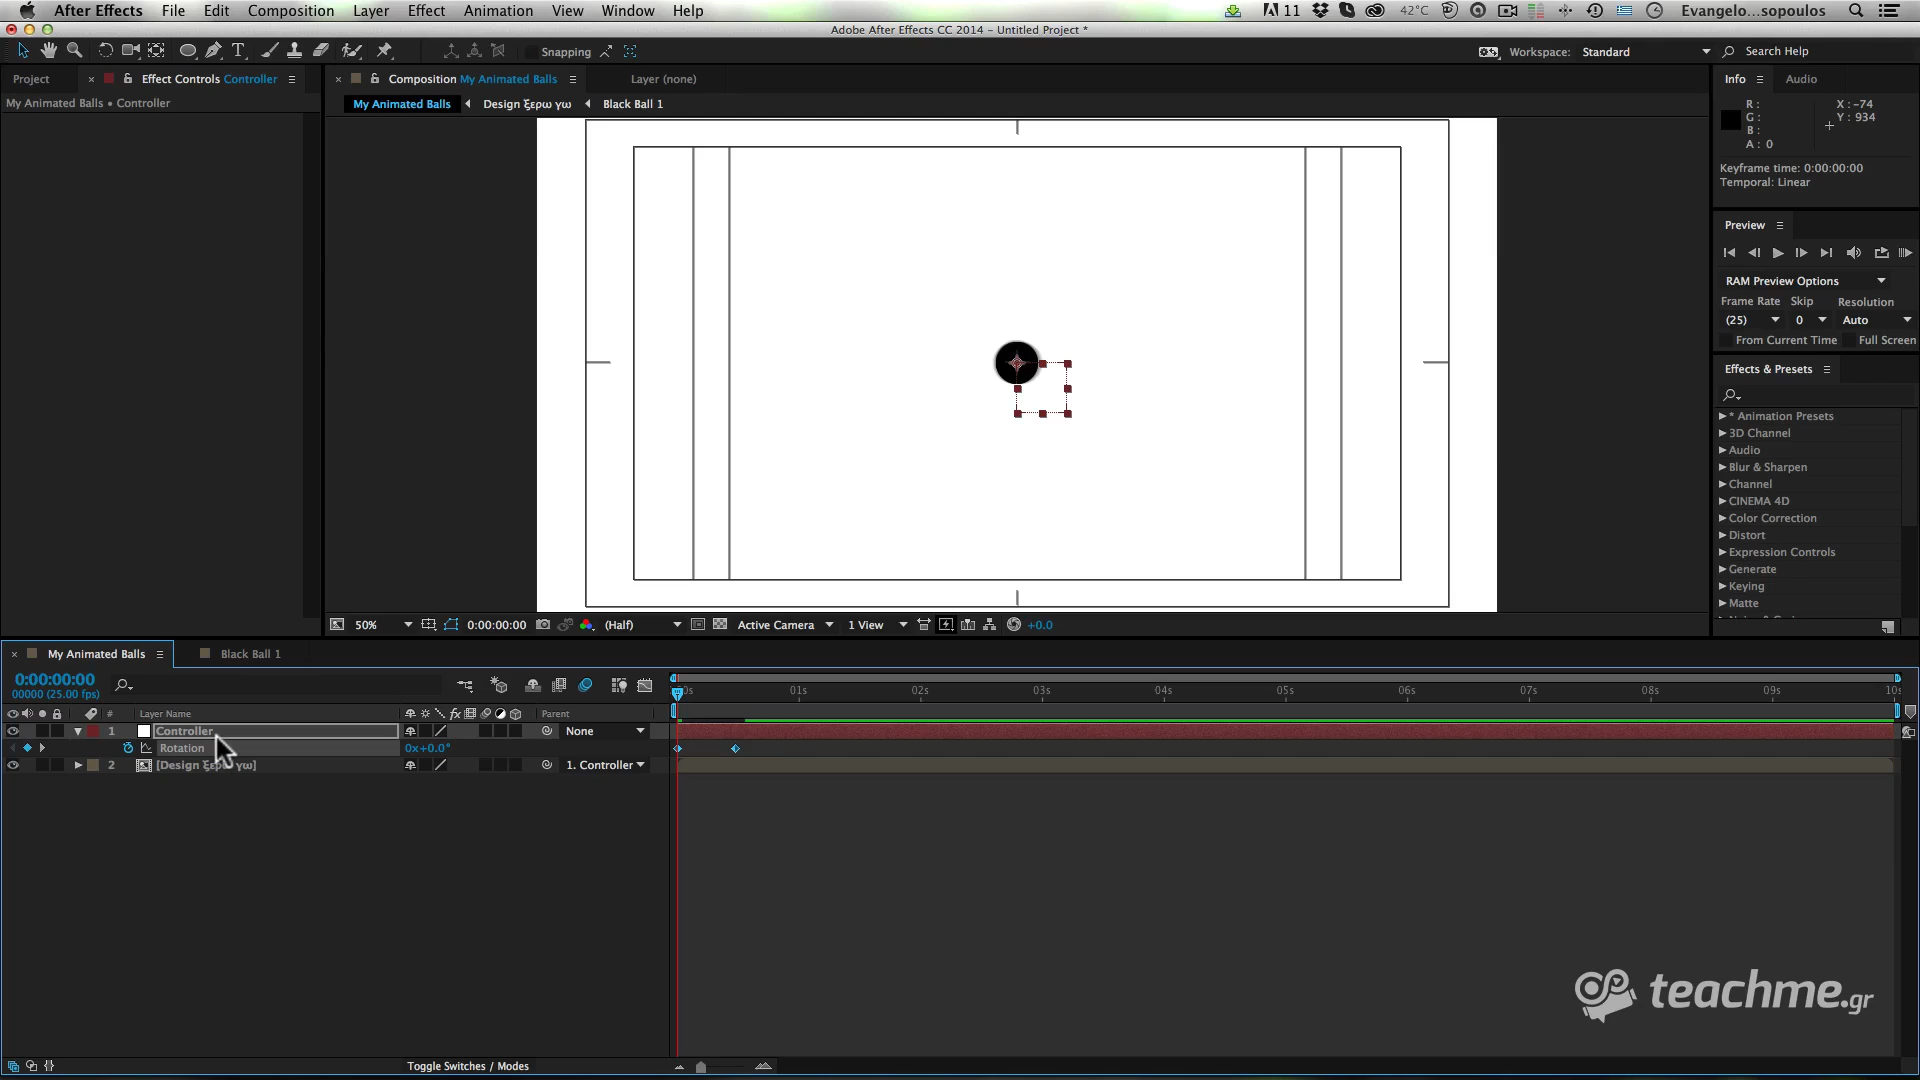 After Effects File Edit Composition Layer Effect Animation View Window Help 11 42°C Evangelo...sopoulos
Adobe After Effects CC 2014 – Untitled Project *
Snapping Workspace: Standard Search Help
Project Effect Controls Controller Composition My Animated Balls Layer (none) Info Audio
My Animated Balls • Controller My Animated Balls Design ξερω γω Black Ball 1
R : X : -74
G : Y : 934
B :
A : 0
Keyframe time: 0:00:00:00
Temporal: Linear
Preview
RAM Preview Options
Frame Rate Skip Resolution
(25) 0 Auto
From Current Time Full Screen
Effects & Presets
* Animation Presets
3D Channel
Audio
Blur & Sharpen
Channel
CINEMA 4D
Color Correction
Distort
Expression Controls
Generate
Keying
Matte
50% 0:00:00:00 (Half) Active Camera 1 View +0.0
My Animated Balls Black Ball 1
0:00:00:00
00000 (25.00 fps)
01s 02s 03s 04s 05s 06s 07s 08s 09s
# Layer Name fx Parent
1 Controller None
Rotation 0x+0.0°
2 [Design ξερω γω] 1. Controller
teachme.gr
Toggle Switches / Modes